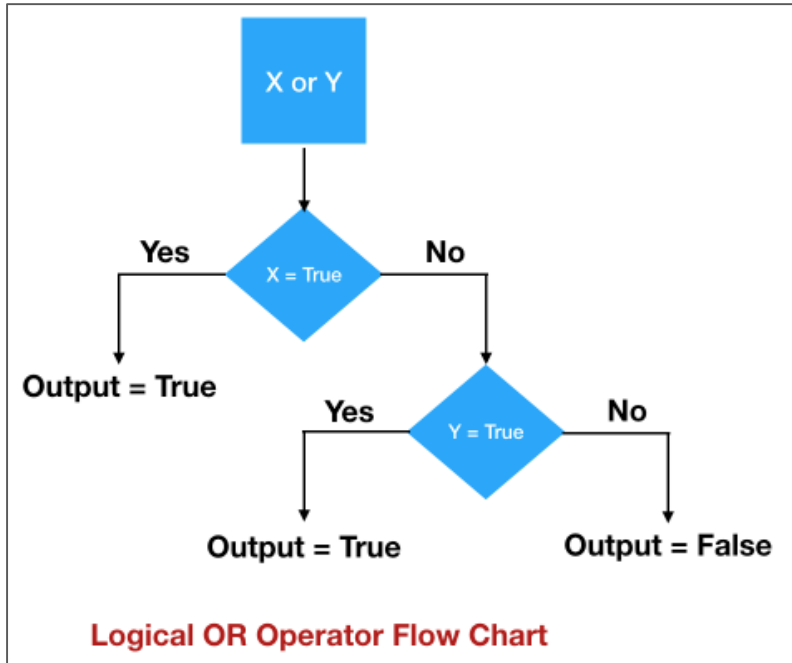 X or Y
Yes
No
X = True
Output = True
Yes
No
Y = True
Output = True
Output = False
Logical OR Operator Flow Chart